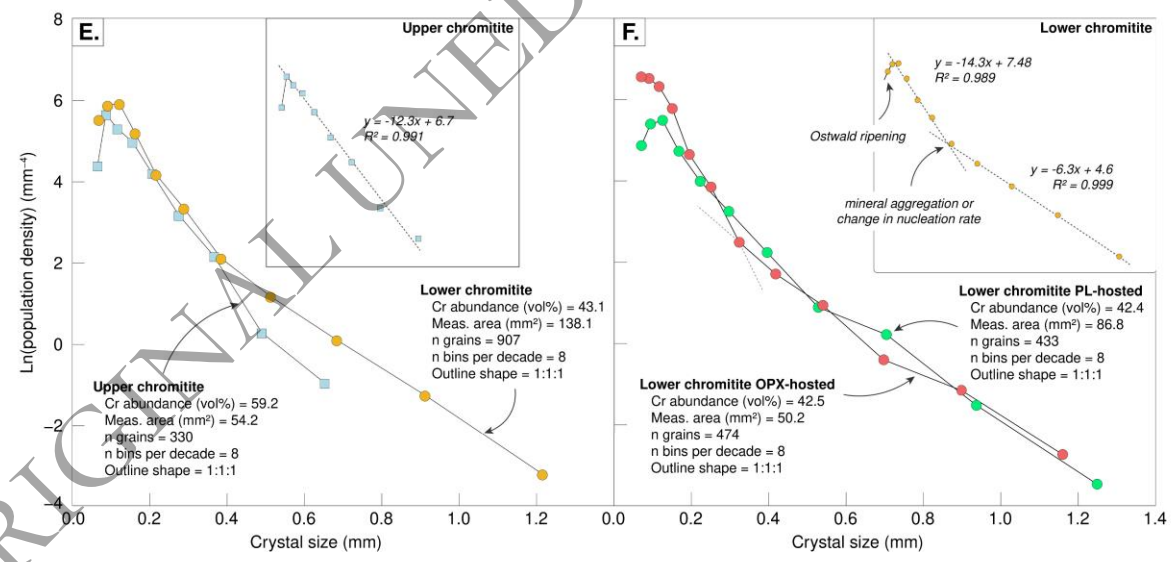 E.
Upper chromitite
y = -12.3x + 6.7
R² = 0.991
Lower chromitite
Cr abundance (vol%) = 43.1
Meas. area (mm²) = 138.1
n grains = 907
n bins per decade = 8
Outline shape = 1:1:1
Upper chromitite
Cr abundance (vol%) = 59.2
Meas. area (mm²) = 54.2
n grains = 330
n bins per decade = 8
Outline shape = 1:1:1
Ln(population density) (mm⁻⁴)
8
6
4
2
0
–2
–4
0.0
0.2
0.4
0.6
0.8
1.0
1.2
Crystal size (mm)
F.
Lower chromitite
y = -14.3x + 7.48
R² = 0.989
Ostwald ripening
y = -6.3x + 4.6
R² = 0.999
mineral aggregation or
change in nucleation rate
Lower chromitite PL-hosted
Cr abundance (vol%) = 42.4
Meas. area (mm²) = 86.8
n grains = 433
n bins per decade = 8
Outline shape = 1:1:1
Lower chromitite OPX-hosted
Cr abundance (vol%) = 42.5
Meas. area (mm²) = 50.2
n grains = 474
n bins per decade = 8
Outline shape = 1:1:1
0.0
0.2
0.4
0.6
0.8
1.0
1.2
1.4
Crystal size (mm)
RIGINAL UNED